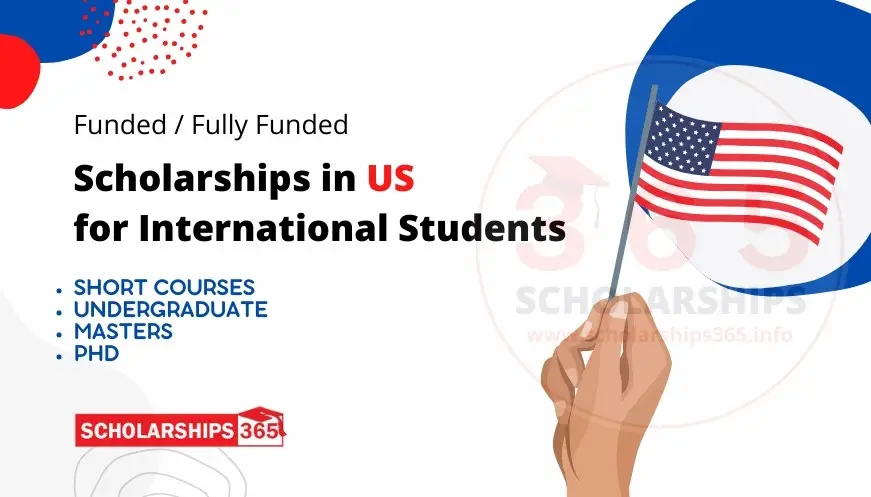 Funded / Fully Funded
Scholarships in US
for International Students
SHORT COURSES
UNDERGRADUATE
MASTERS
PHD
SCHOLARSHIPS 365
365
SCHOLARSHIPS
www.scholarships365.info